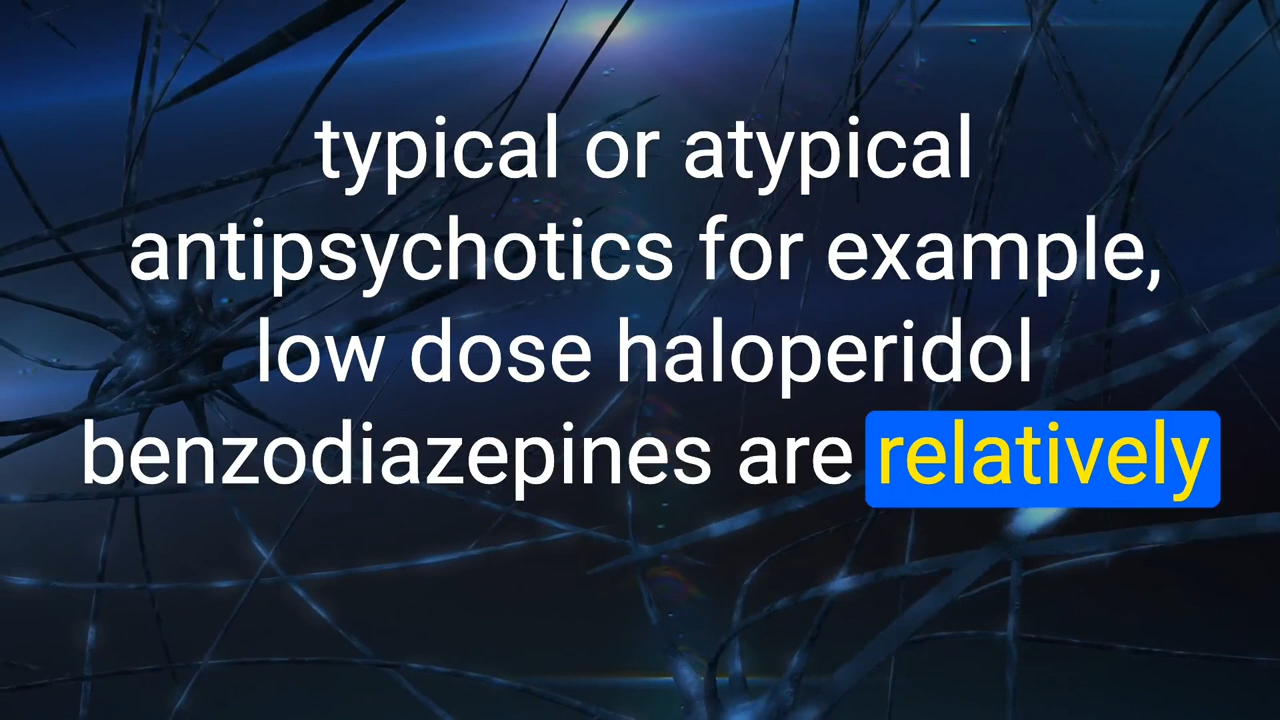 typical or atypical
antipsychotics for example,
low dose haloperidol
benzodiazepines are relatively